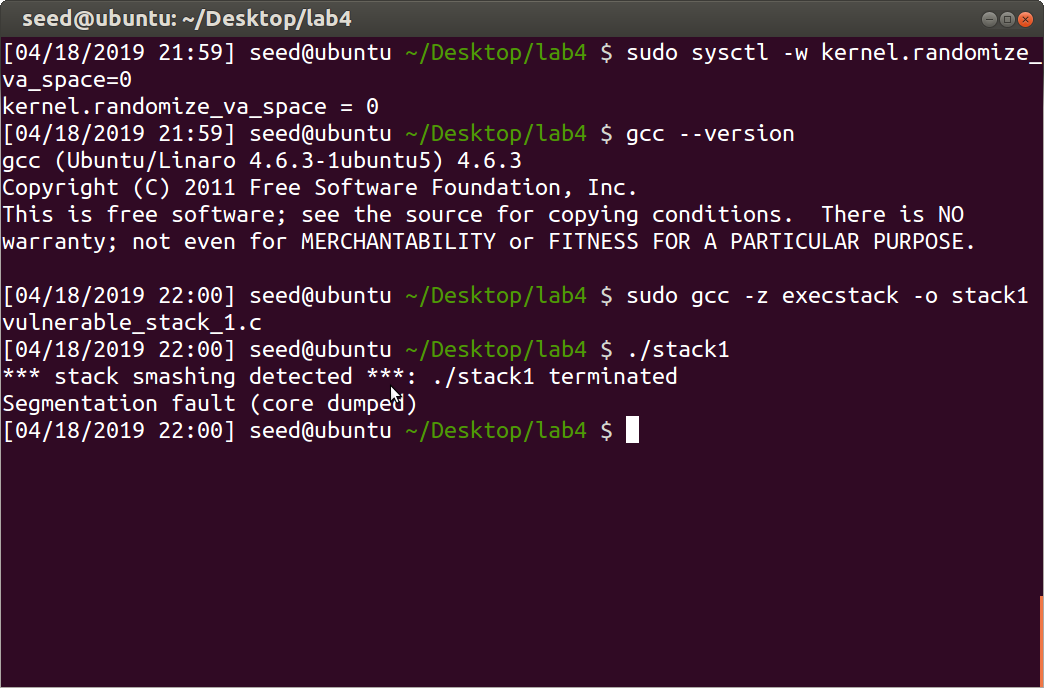 seed@ubuntu: ~/Desktop/lab4
[04/18/2019 21:59] seed@ubuntu ~/Desktop/lab4 $ sudo sysctl -w kernel.randomize_
va_space=0
kernel.randomize_va_space = 0
[04/18/2019 21:59] seed@ubuntu ~/Desktop/lab4 $ gcc --version
gcc (Ubuntu/Linaro 4.6.3-1ubuntu5) 4.6.3
Copyright (C) 2011 Free Software Foundation, Inc.
This is free software; see the source for copying conditions.  There is NO
warranty; not even for MERCHANTABILITY or FITNESS FOR A PARTICULAR PURPOSE.

[04/18/2019 22:00] seed@ubuntu ~/Desktop/lab4 $ sudo gcc -z execstack -o stack1
vulnerable_stack_1.c
[04/18/2019 22:00] seed@ubuntu ~/Desktop/lab4 $ ./stack1
*** stack smashing detected ***: ./stack1 terminated
Segmentation fault (core dumped)
[04/18/2019 22:00] seed@ubuntu ~/Desktop/lab4 $